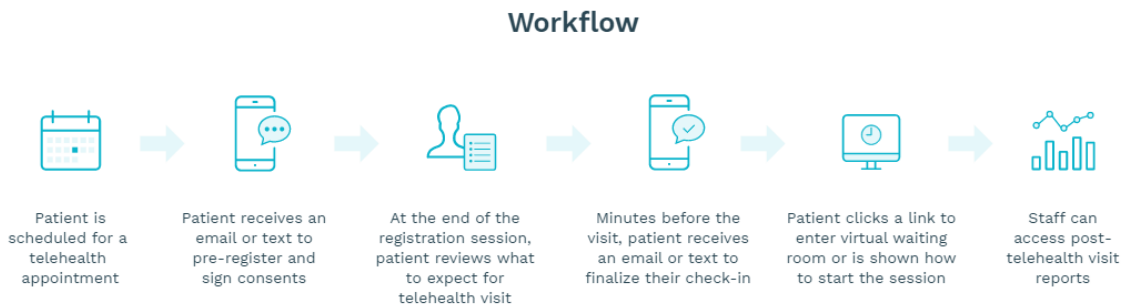 Workflow
Patient is
scheduled for a
telehealth
appointment
Patient receives an
email or text to
pre-register and
sign consents
At the end of the
registration session,
patient reviews what
to expect for
telehealth visit
Minutes before the
visit, patient receives
an email or text to
finalize their check-in
Patient clicks a link to
enter virtual waiting
room or is shown how
to start the session
Staff can
access post-
telehealth visit
reports